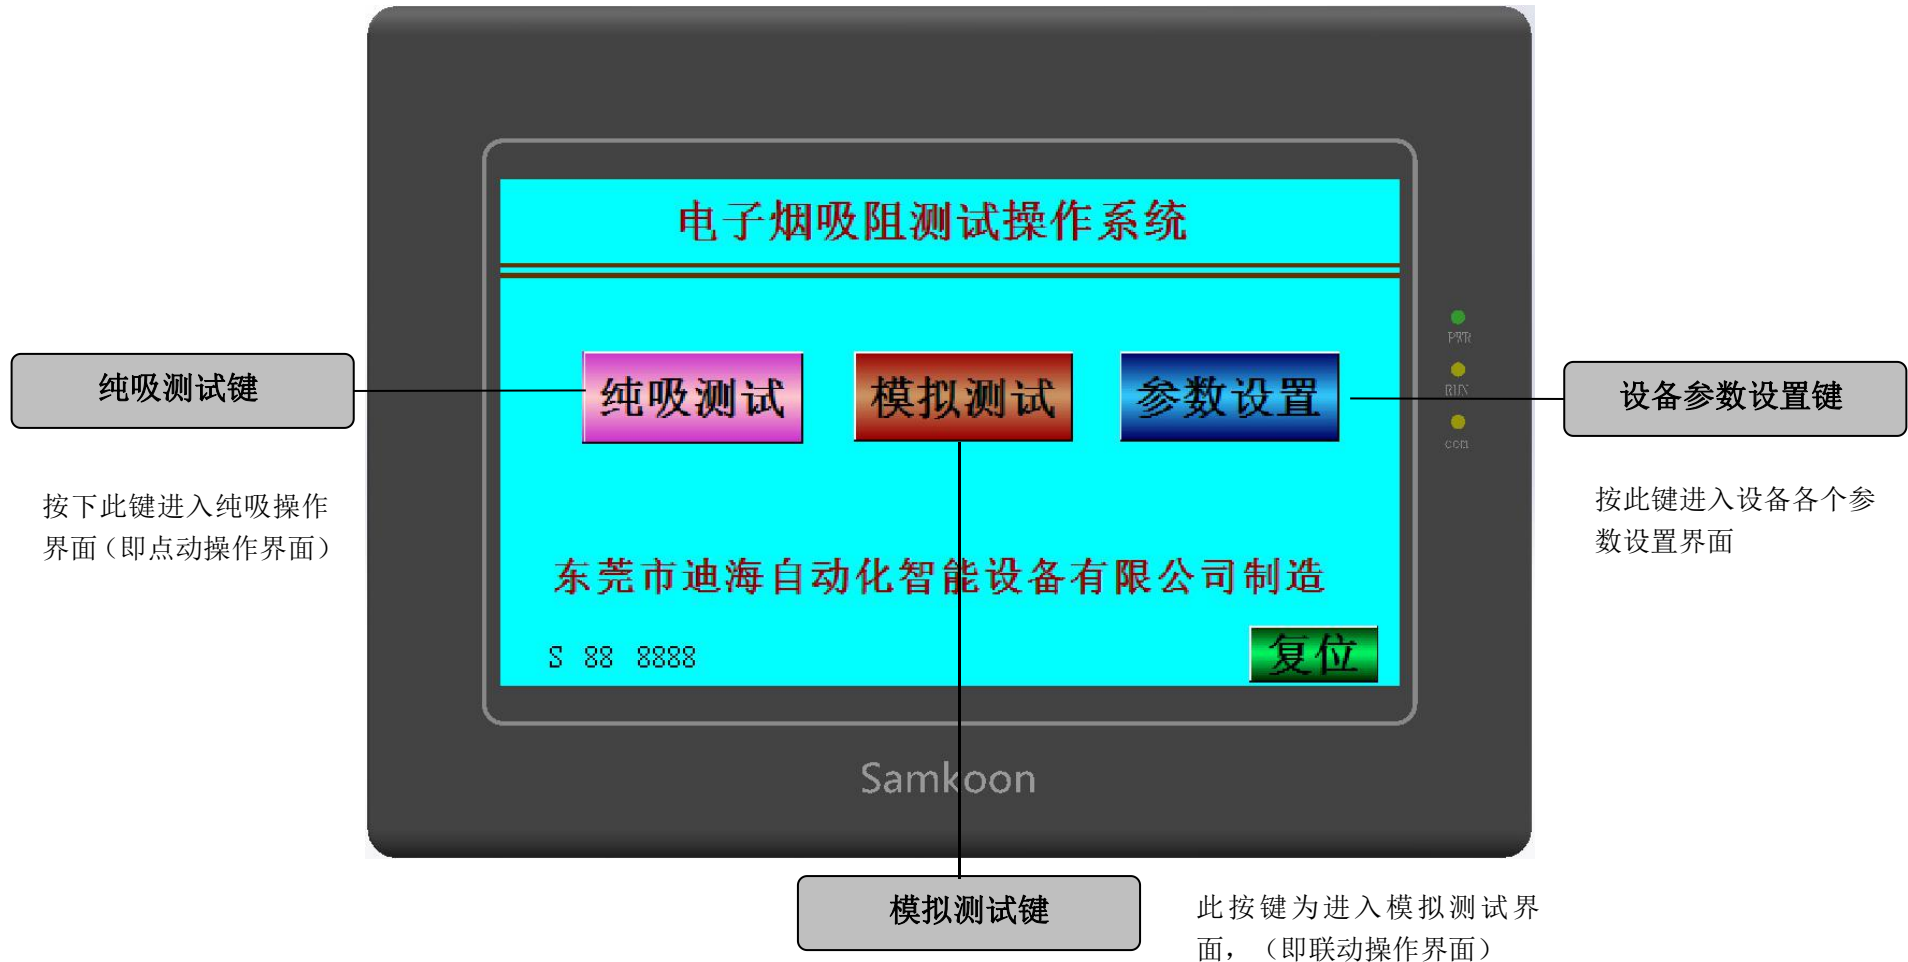 电子烟吸阻测试操作系统
PWR
纯吸测试键
纯吸测试
模拟测试
参数设置
RUN
设备参数设置键
com
按下此键进入纯吸操作
界面（即点动操作界面）
按此键进入设备各个参
数设置界面
东莞市迪海自动化智能设备有限公司制造
S 88 8888
复位
Samkoon
模拟测试键
此按键为进入模拟测试界
面，（即联动操作界面）